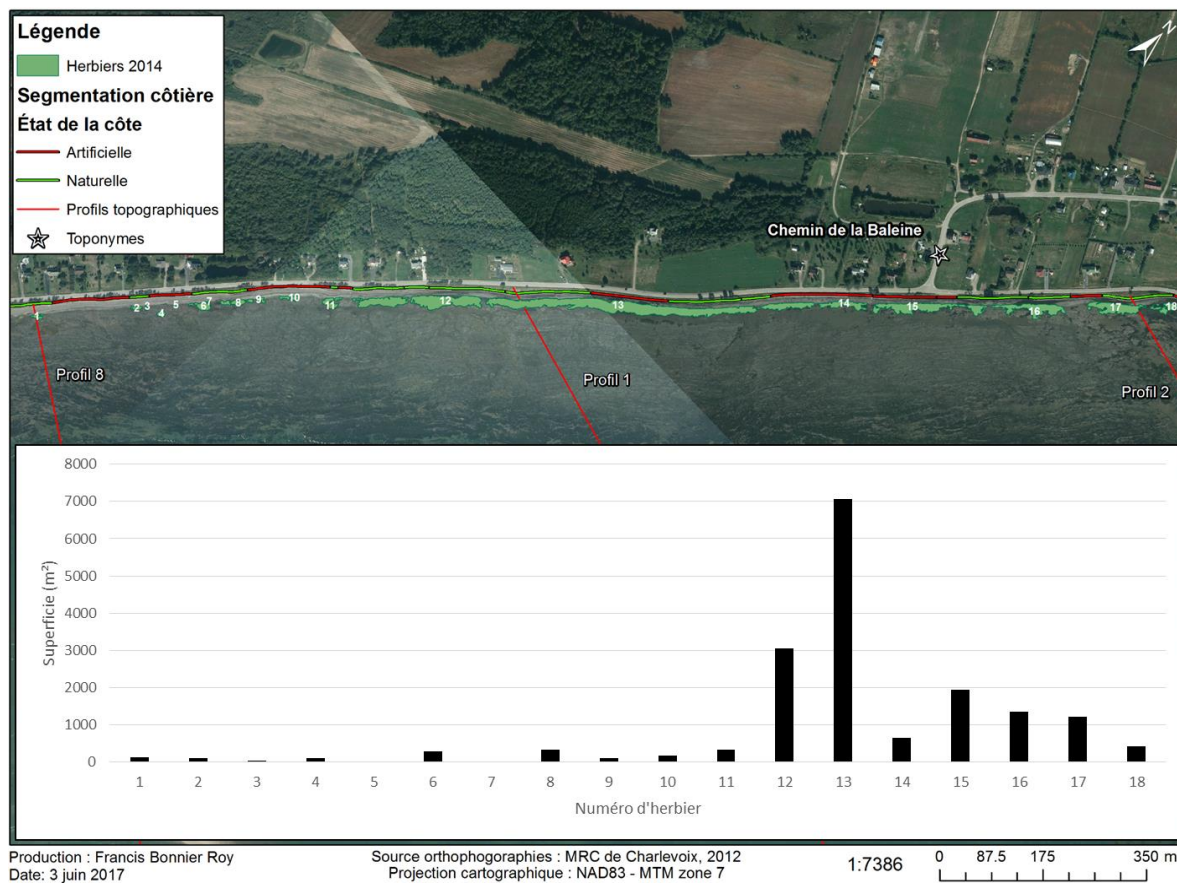 Légende
Herbiers 2014
Segmentation côtière
État de la côte
Artificielle
Naturelle
Profils topographiques
Toponymes
N
Chemin de la Baleine
1
2
3
4
5
6
7
8
9
10
11
12
13
14
15
16
17
18
Profil 8
Profil 1
Profil 2
8000
7000
6000
5000
4000
3000
2000
1000
0
Superficie (m²)
1 2 3 4 5 6 7 8 9 10 11 12 13 14 15 16 17 18
Numéro d'herbier
Production : Francis Bonnier Roy
Date: 3 juin 2017
Source orthophogoraphies : MRC de Charlevoix, 2012
Projection cartographique : NAD83 - MTM zone 7
1:7386
0 87.5 175 350 m